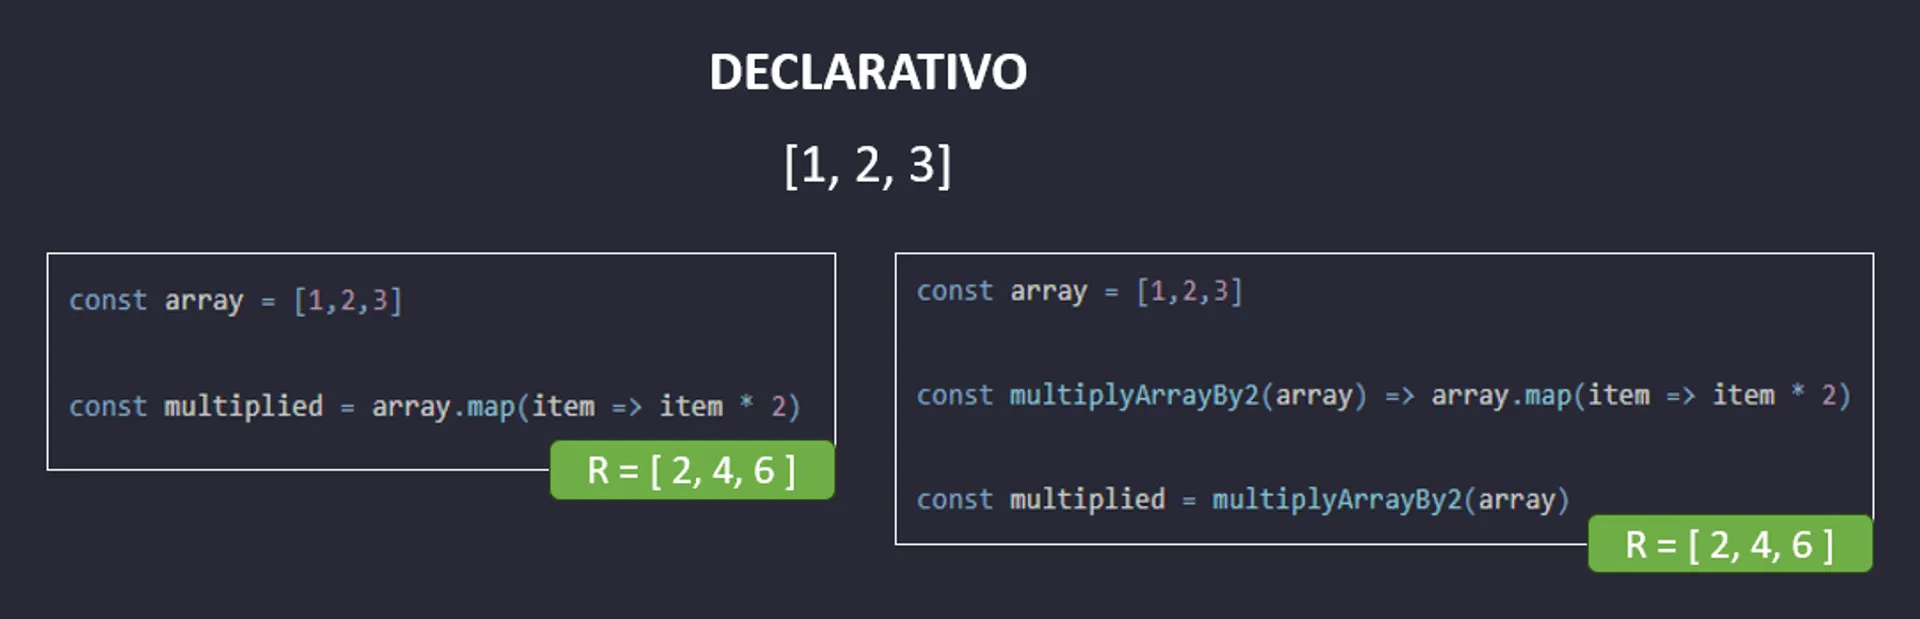 DECLARATIVO
[1, 2, 3]
const array = [1,2,3]
const multiplied = array.map(item => item * 2)
R = [ 2, 4, 6 ]
const array = [1,2,3]
const multiplyArrayBy2(array) => array.map(item => item * 2)
const multiplied = multiplyArrayBy2(array)
R = [ 2, 4, 6 ]